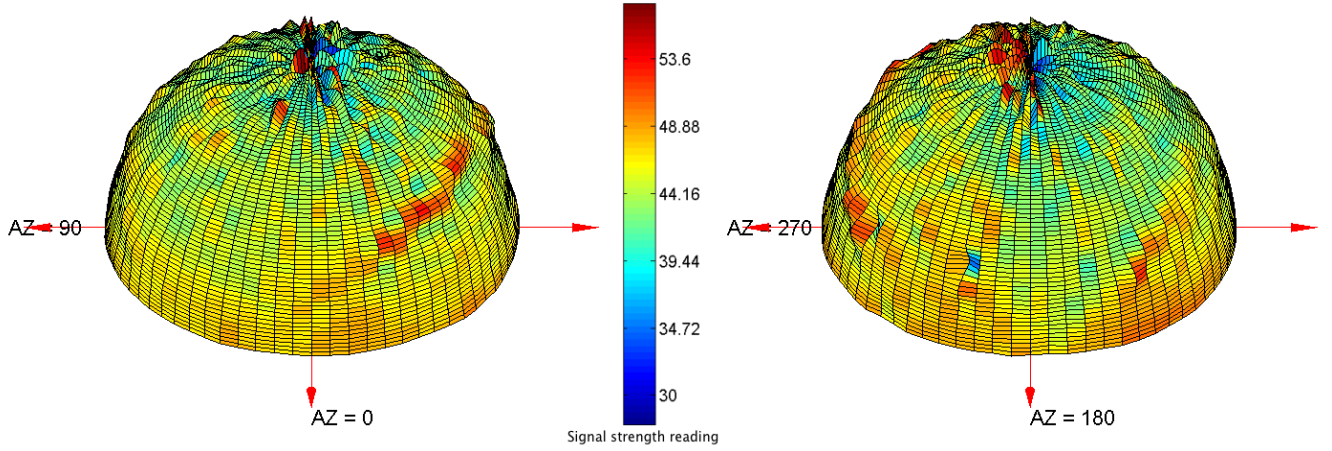 53.6
48.88
44.16
39.44
34.72
30
AZ = 90
AZ = 0
AZ = 270
AZ = 180
Signal strength reading